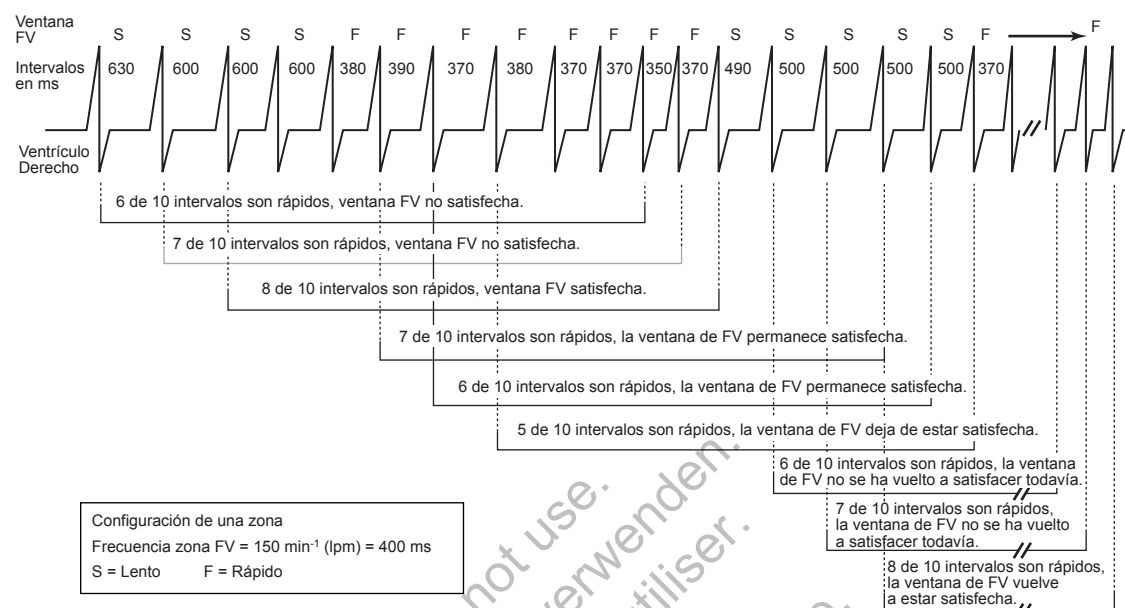 Ventana
FV
S S S S F F F F F F F F S S S S S F F
Intervalos
en ms
630 600 600 600 380 390 370 380 370 370 350 370 490 500 500 500 500 370
Ventrículo
Derecho
6 de 10 intervalos son rápidos, ventana FV no satisfecha.
7 de 10 intervalos son rápidos, ventana FV no satisfecha.
8 de 10 intervalos son rápidos, ventana FV satisfecha.
7 de 10 intervalos son rápidos, la ventana de FV permanece satisfecha.
6 de 10 intervalos son rápidos, la ventana de FV permanece satisfecha.
5 de 10 intervalos son rápidos, la ventana de FV deja de estar satisfecha.
6 de 10 intervalos son rápidos, la ventana
de FV no se ha vuelto a satisfacer todavía.
7 de 10 intervalos son rápidos,
la ventana de FV no se ha vuelto
a satisfacer todavía.
8 de 10 intervalos son rápidos,
la ventana de FV vuelve
a estar satisfecha.
Configuración de una zona
Frecuencia zona FV = 150 min⁻¹ (lpm) = 400 ms
S = Lento F = Rápido
not use.
verwenden.
utiliser.